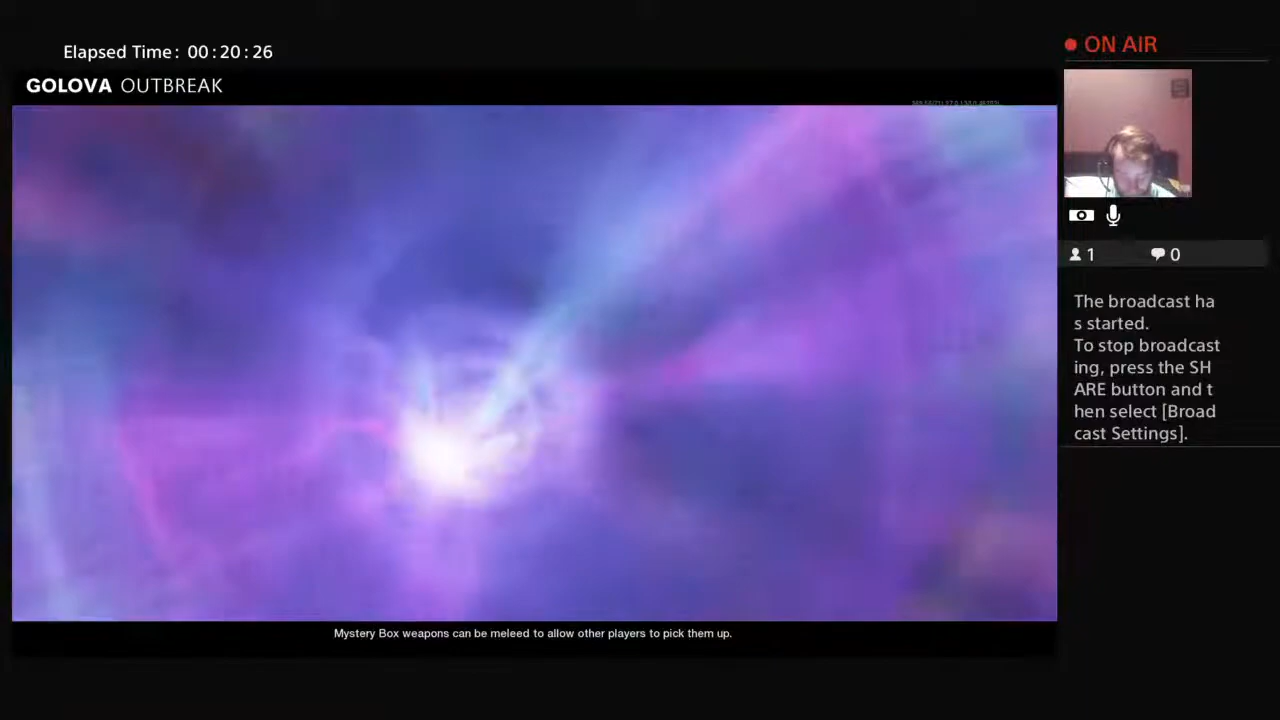 Elapsed Time: 00:20:26
ON AIR
GOLOVA OUTBREAK
1
0
The broadcast ha
s started.
To stop broadcast
ing, press the SH
ARE button and t
hen select [Broad
cast Settings].
Mystery Box weapons can be meleed to allow other players to pick them up.